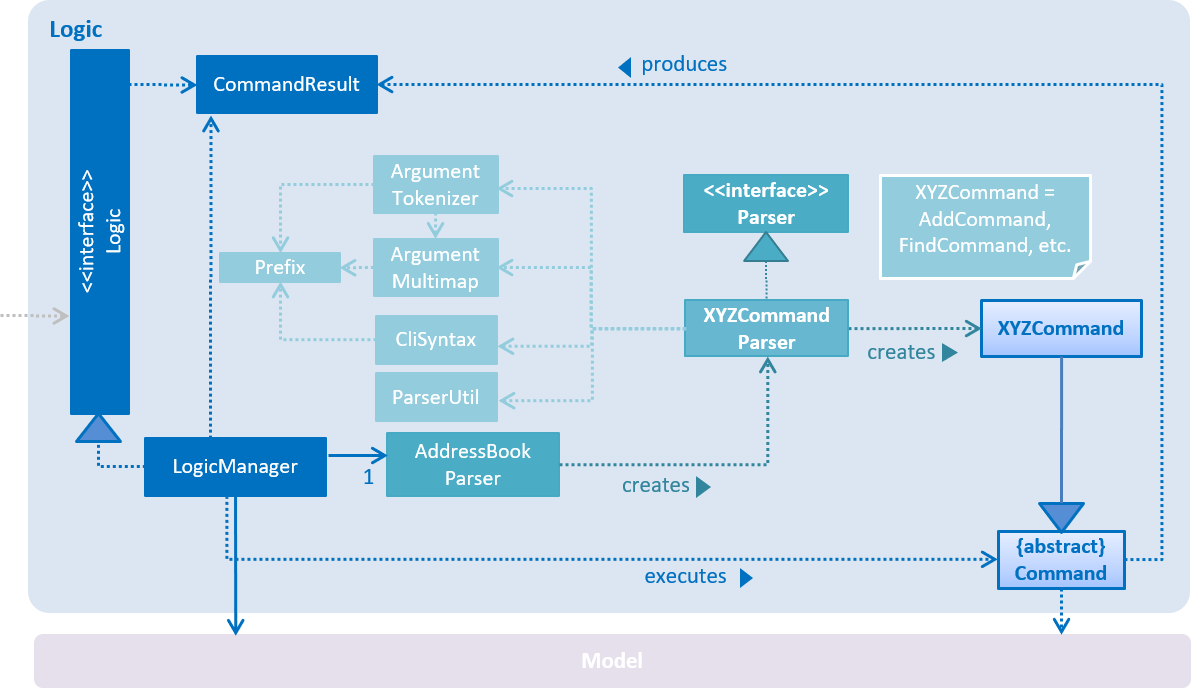 Logic
◀ produces
CommandResult
<<interface>>
Logic
Argument
Tokenizer
<<interface>>
Parser
XYZCommand =
AddCommand,
FindCommand, etc.
Prefix
Argument
Multimap
CliSyntax
XYZCommand
Parser
XYZCommand
creates ▶
ParserUtil
LogicManager
1
AddressBook
Parser
creates ▶
executes ▶
{abstract}
Command
Model